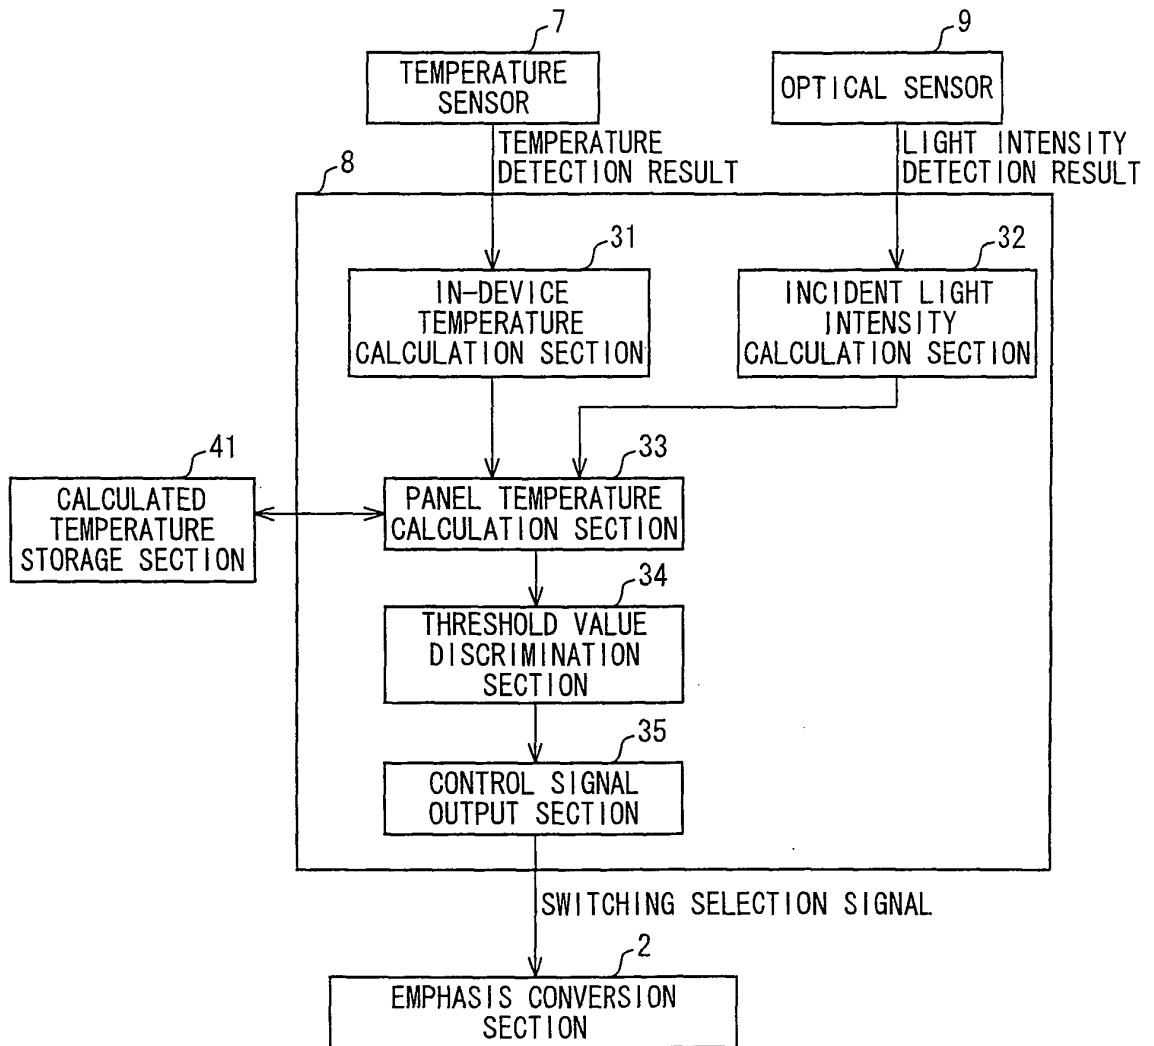 7
TEMPERATURE
SENSOR
9
OPTICAL SENSOR
TEMPERATURE
DETECTION RESULT
LIGHT INTENSITY
DETECTION RESULT
8
31
IN-DEVICE
TEMPERATURE
CALCULATION SECTION
32
INCIDENT LIGHT
INTENSITY
CALCULATION SECTION
41
CALCULATED
TEMPERATURE
STORAGE SECTION
33
PANEL TEMPERATURE
CALCULATION SECTION
34
THRESHOLD VALUE
DISCRIMINATION
SECTION
35
CONTROL SIGNAL
OUTPUT SECTION
SWITCHING SELECTION SIGNAL
2
EMPHASIS CONVERSION
SECTION